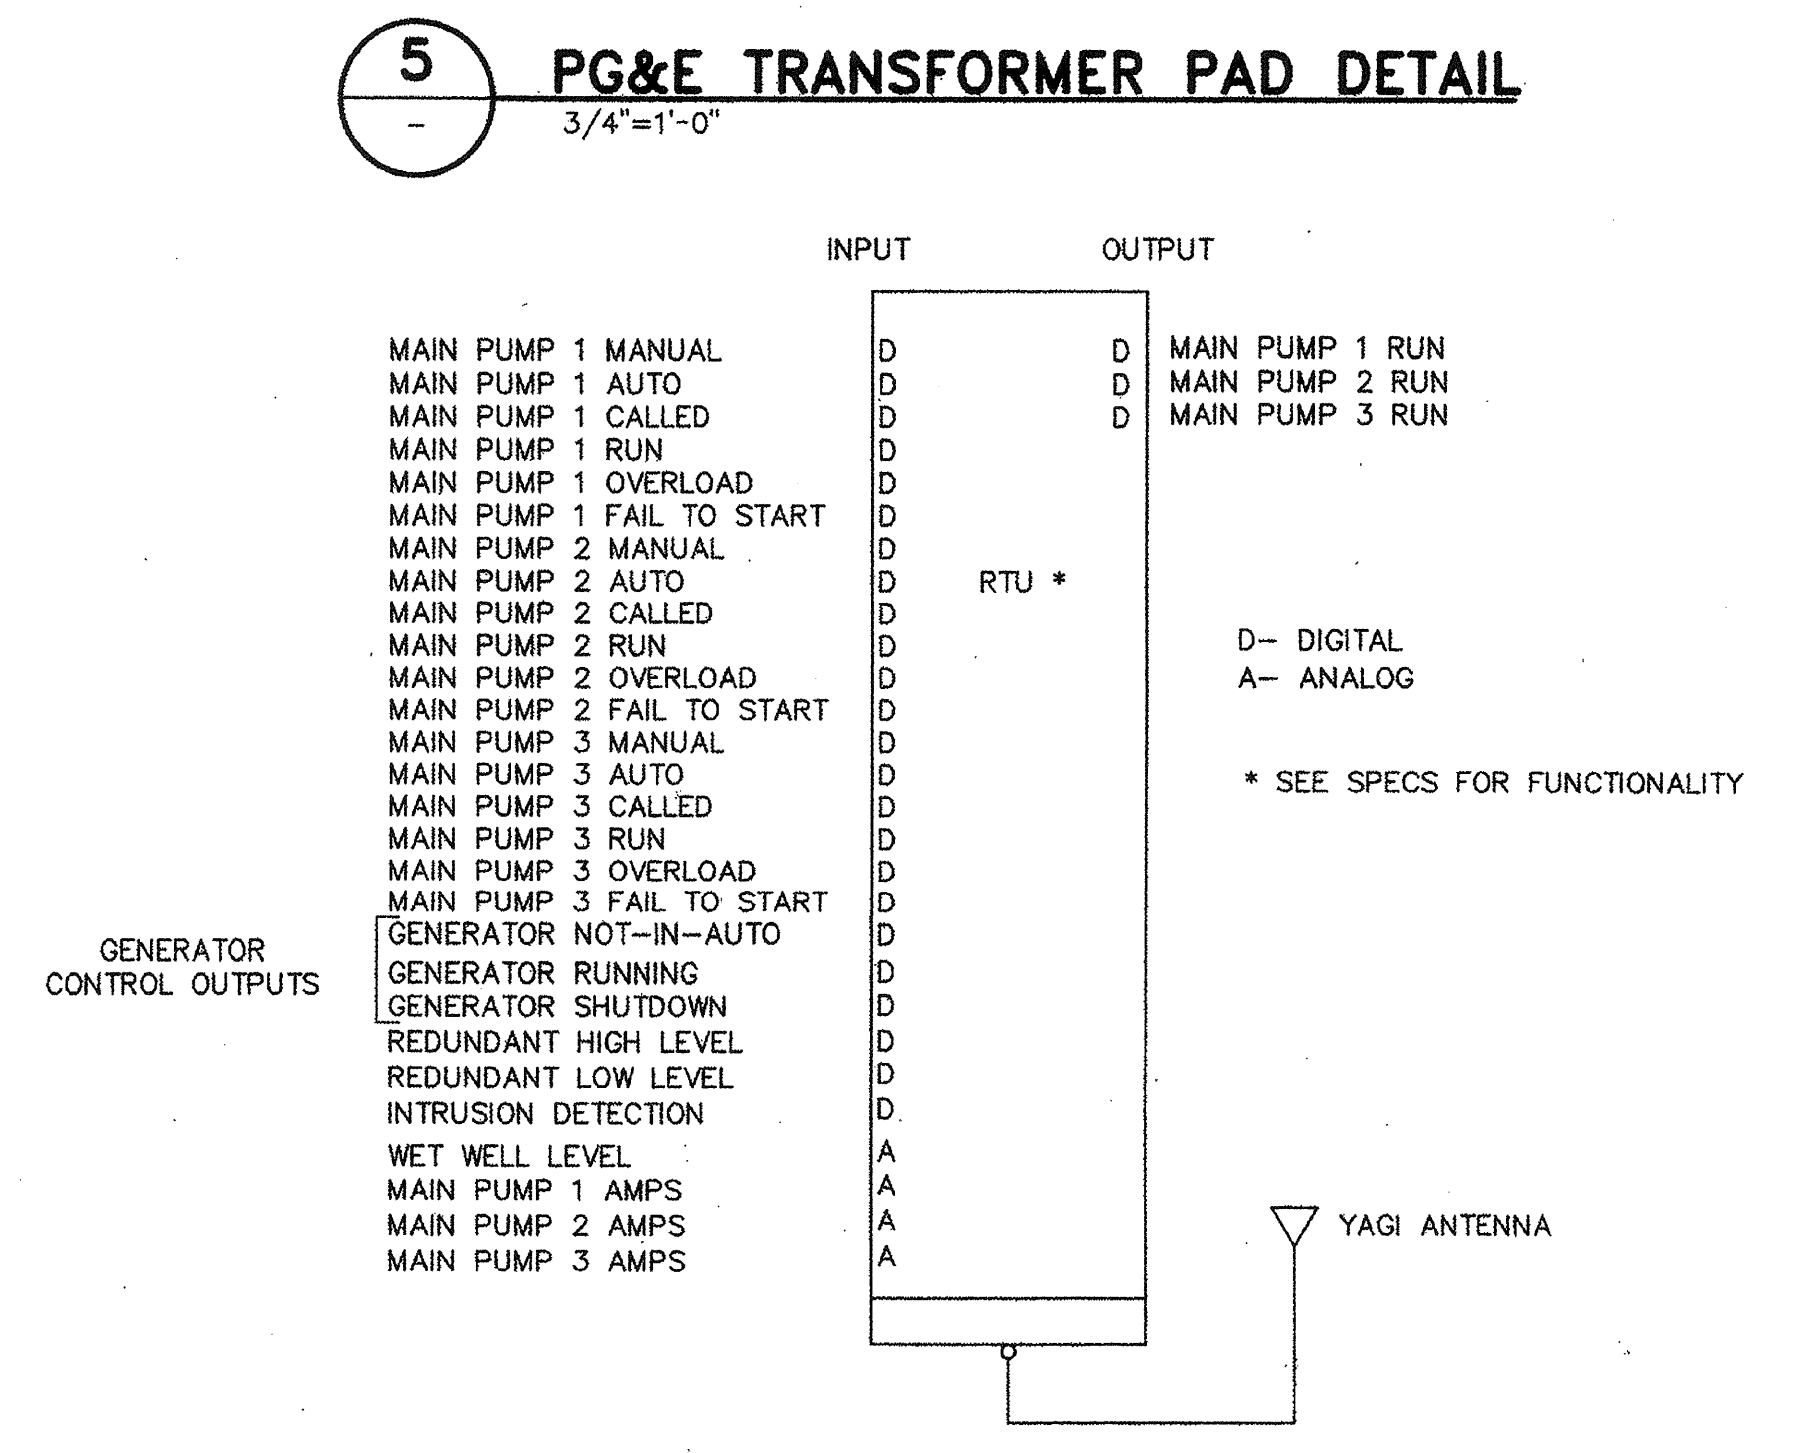 5
PG&E TRANSFORMER PAD DETAIL
–
3/4"=1'-0"
INPUT OUTPUT
MAIN PUMP 1 MANUAL D D MAIN PUMP 1 RUN
MAIN PUMP 1 AUTO D D MAIN PUMP 2 RUN
MAIN PUMP 1 CALLED D D MAIN PUMP 3 RUN
MAIN PUMP 1 RUN D
MAIN PUMP 1 OVERLOAD D
MAIN PUMP 1 FAIL TO START D
MAIN PUMP 2 MANUAL D
MAIN PUMP 2 AUTO D RTU *
MAIN PUMP 2 CALLED D
MAIN PUMP 2 RUN D D– DIGITAL
MAIN PUMP 2 OVERLOAD D A– ANALOG
MAIN PUMP 2 FAIL TO START D
MAIN PUMP 3 MANUAL D
MAIN PUMP 3 AUTO D * SEE SPECS FOR FUNCTIONALITY
MAIN PUMP 3 CALLED D
MAIN PUMP 3 RUN D
MAIN PUMP 3 OVERLOAD D
MAIN PUMP 3 FAIL TO START D
GENERATOR
CONTROL OUTPUTS
GENERATOR NOT–IN–AUTO D
GENERATOR RUNNING D
GENERATOR SHUTDOWN D
REDUNDANT HIGH LEVEL D
REDUNDANT LOW LEVEL D
INTRUSION DETECTION D
WET WELL LEVEL A
MAIN PUMP 1 AMPS A
MAIN PUMP 2 AMPS A YAGI ANTENNA
MAIN PUMP 3 AMPS A